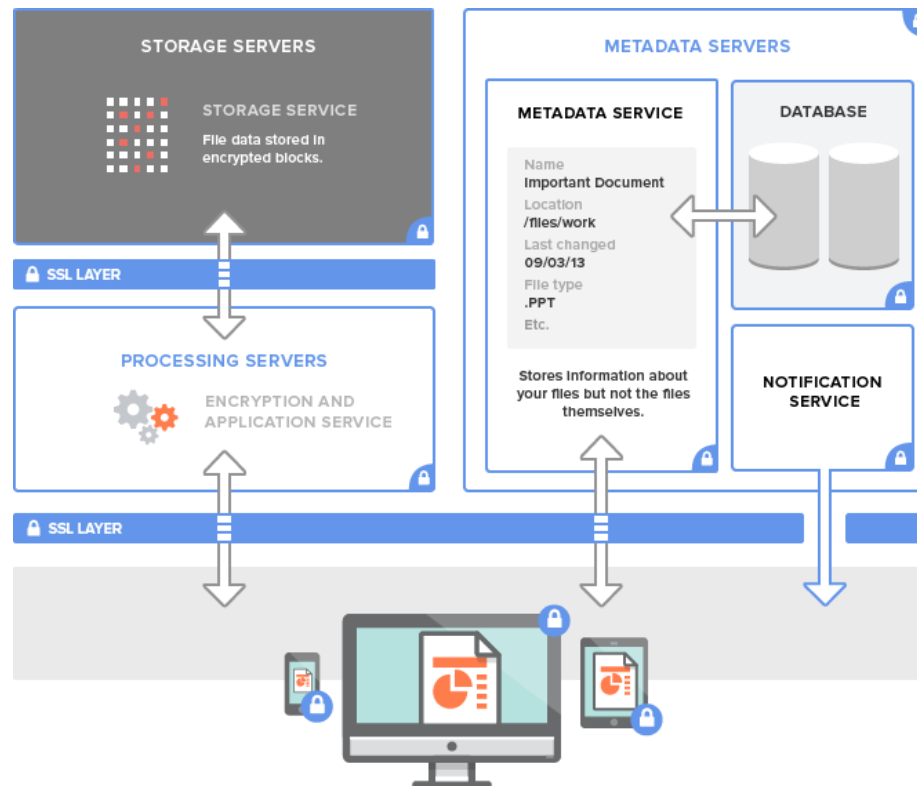 STORAGE SERVERS
STORAGE SERVICE
File data stored in
encrypted blocks.
SSL LAYER
PROCESSING SERVERS
ENCRYPTION AND
APPLICATION SERVICE
METADATA SERVERS
METADATA SERVICE
Name
Important Document
Location
/files/work
Last changed
09/03/13
File type
.PPT
Etc.
Stores information about
your files but not the files
themselves.
DATABASE
NOTIFICATION
SERVICE
SSL LAYER